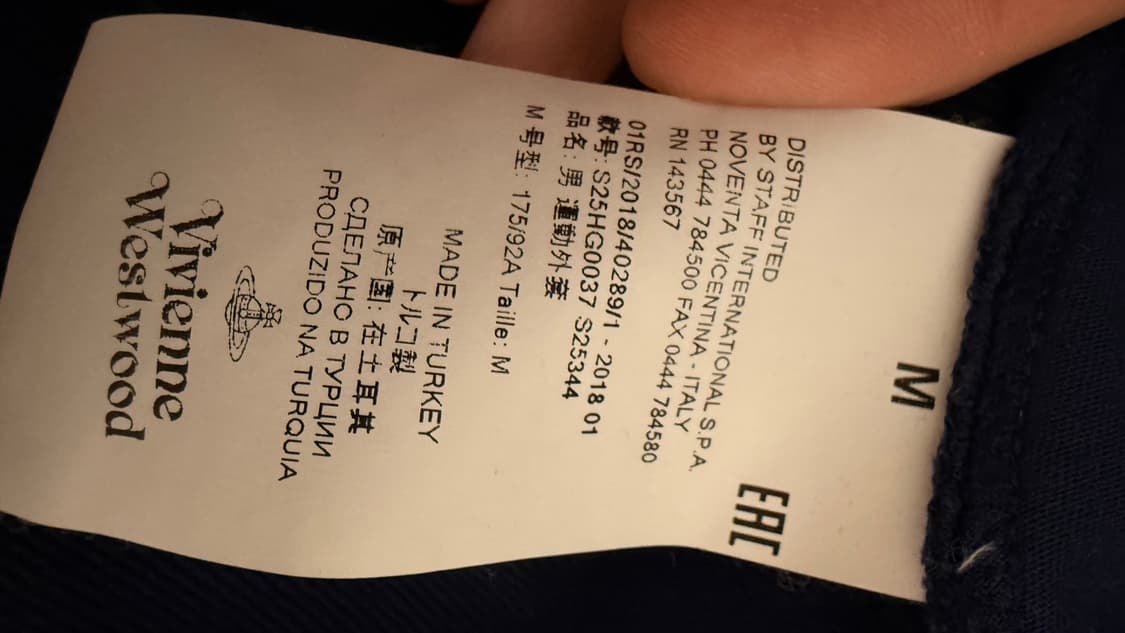 M
EAC
DISTRIBUTED
BY STAFF INTERNATIONAL S.P.A.
NOVENTA VICENTINA - ITALY
PH 0444 784500 FAX 0444 784580
RN 143567
01RS/2018/40289/1 - 2018 01
款号: S25HG0037 S25344
品名: 男 運動外套
M 号型: 175/92A Taille: M
MADE IN TURKEY
トルコ製
原产国: 在土耳其
СДЕЛАНО В ТУРЦИИ
PRODUZIDO NA TURQUIA
Vivienne
Westwood